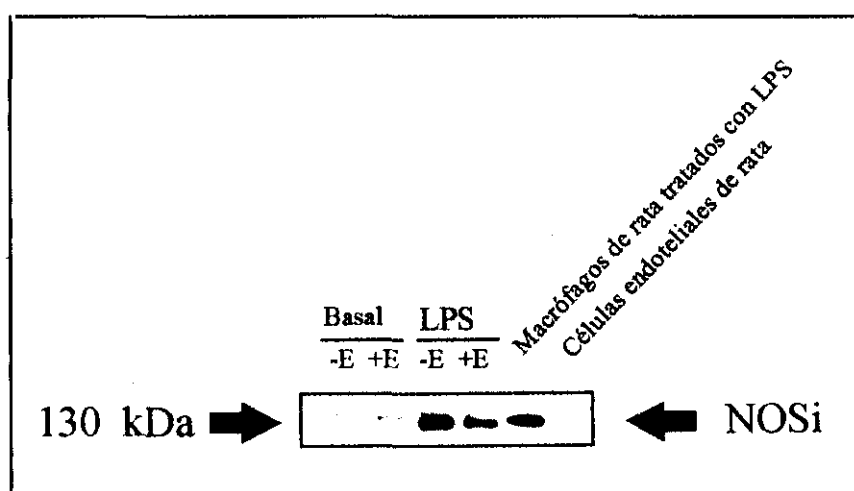 Macrófagos de rata tratados con LPS
Células endoteliales de rata
Basal LPS
-E +E -E +E
130 kDa NOSi